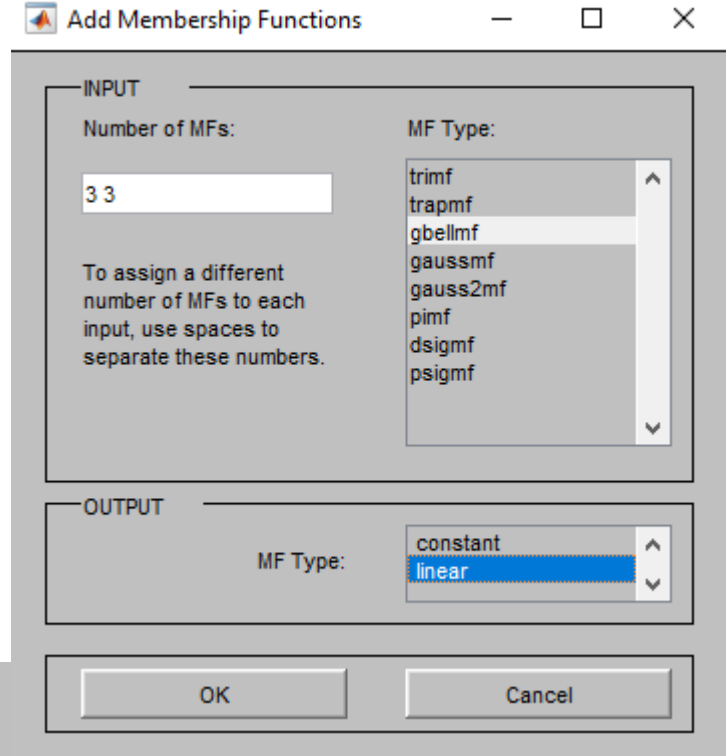 Add Membership Functions
INPUT
Number of MFs:
3 3
To assign a different
number of MFs to each
input, use spaces to
separate these numbers.
MF Type:
trimf
trapmf
gbellmf
gaussmf
gauss2mf
pimf
dsigmf
psigmf
OUTPUT
MF Type:
constant
linear
OK
Cancel